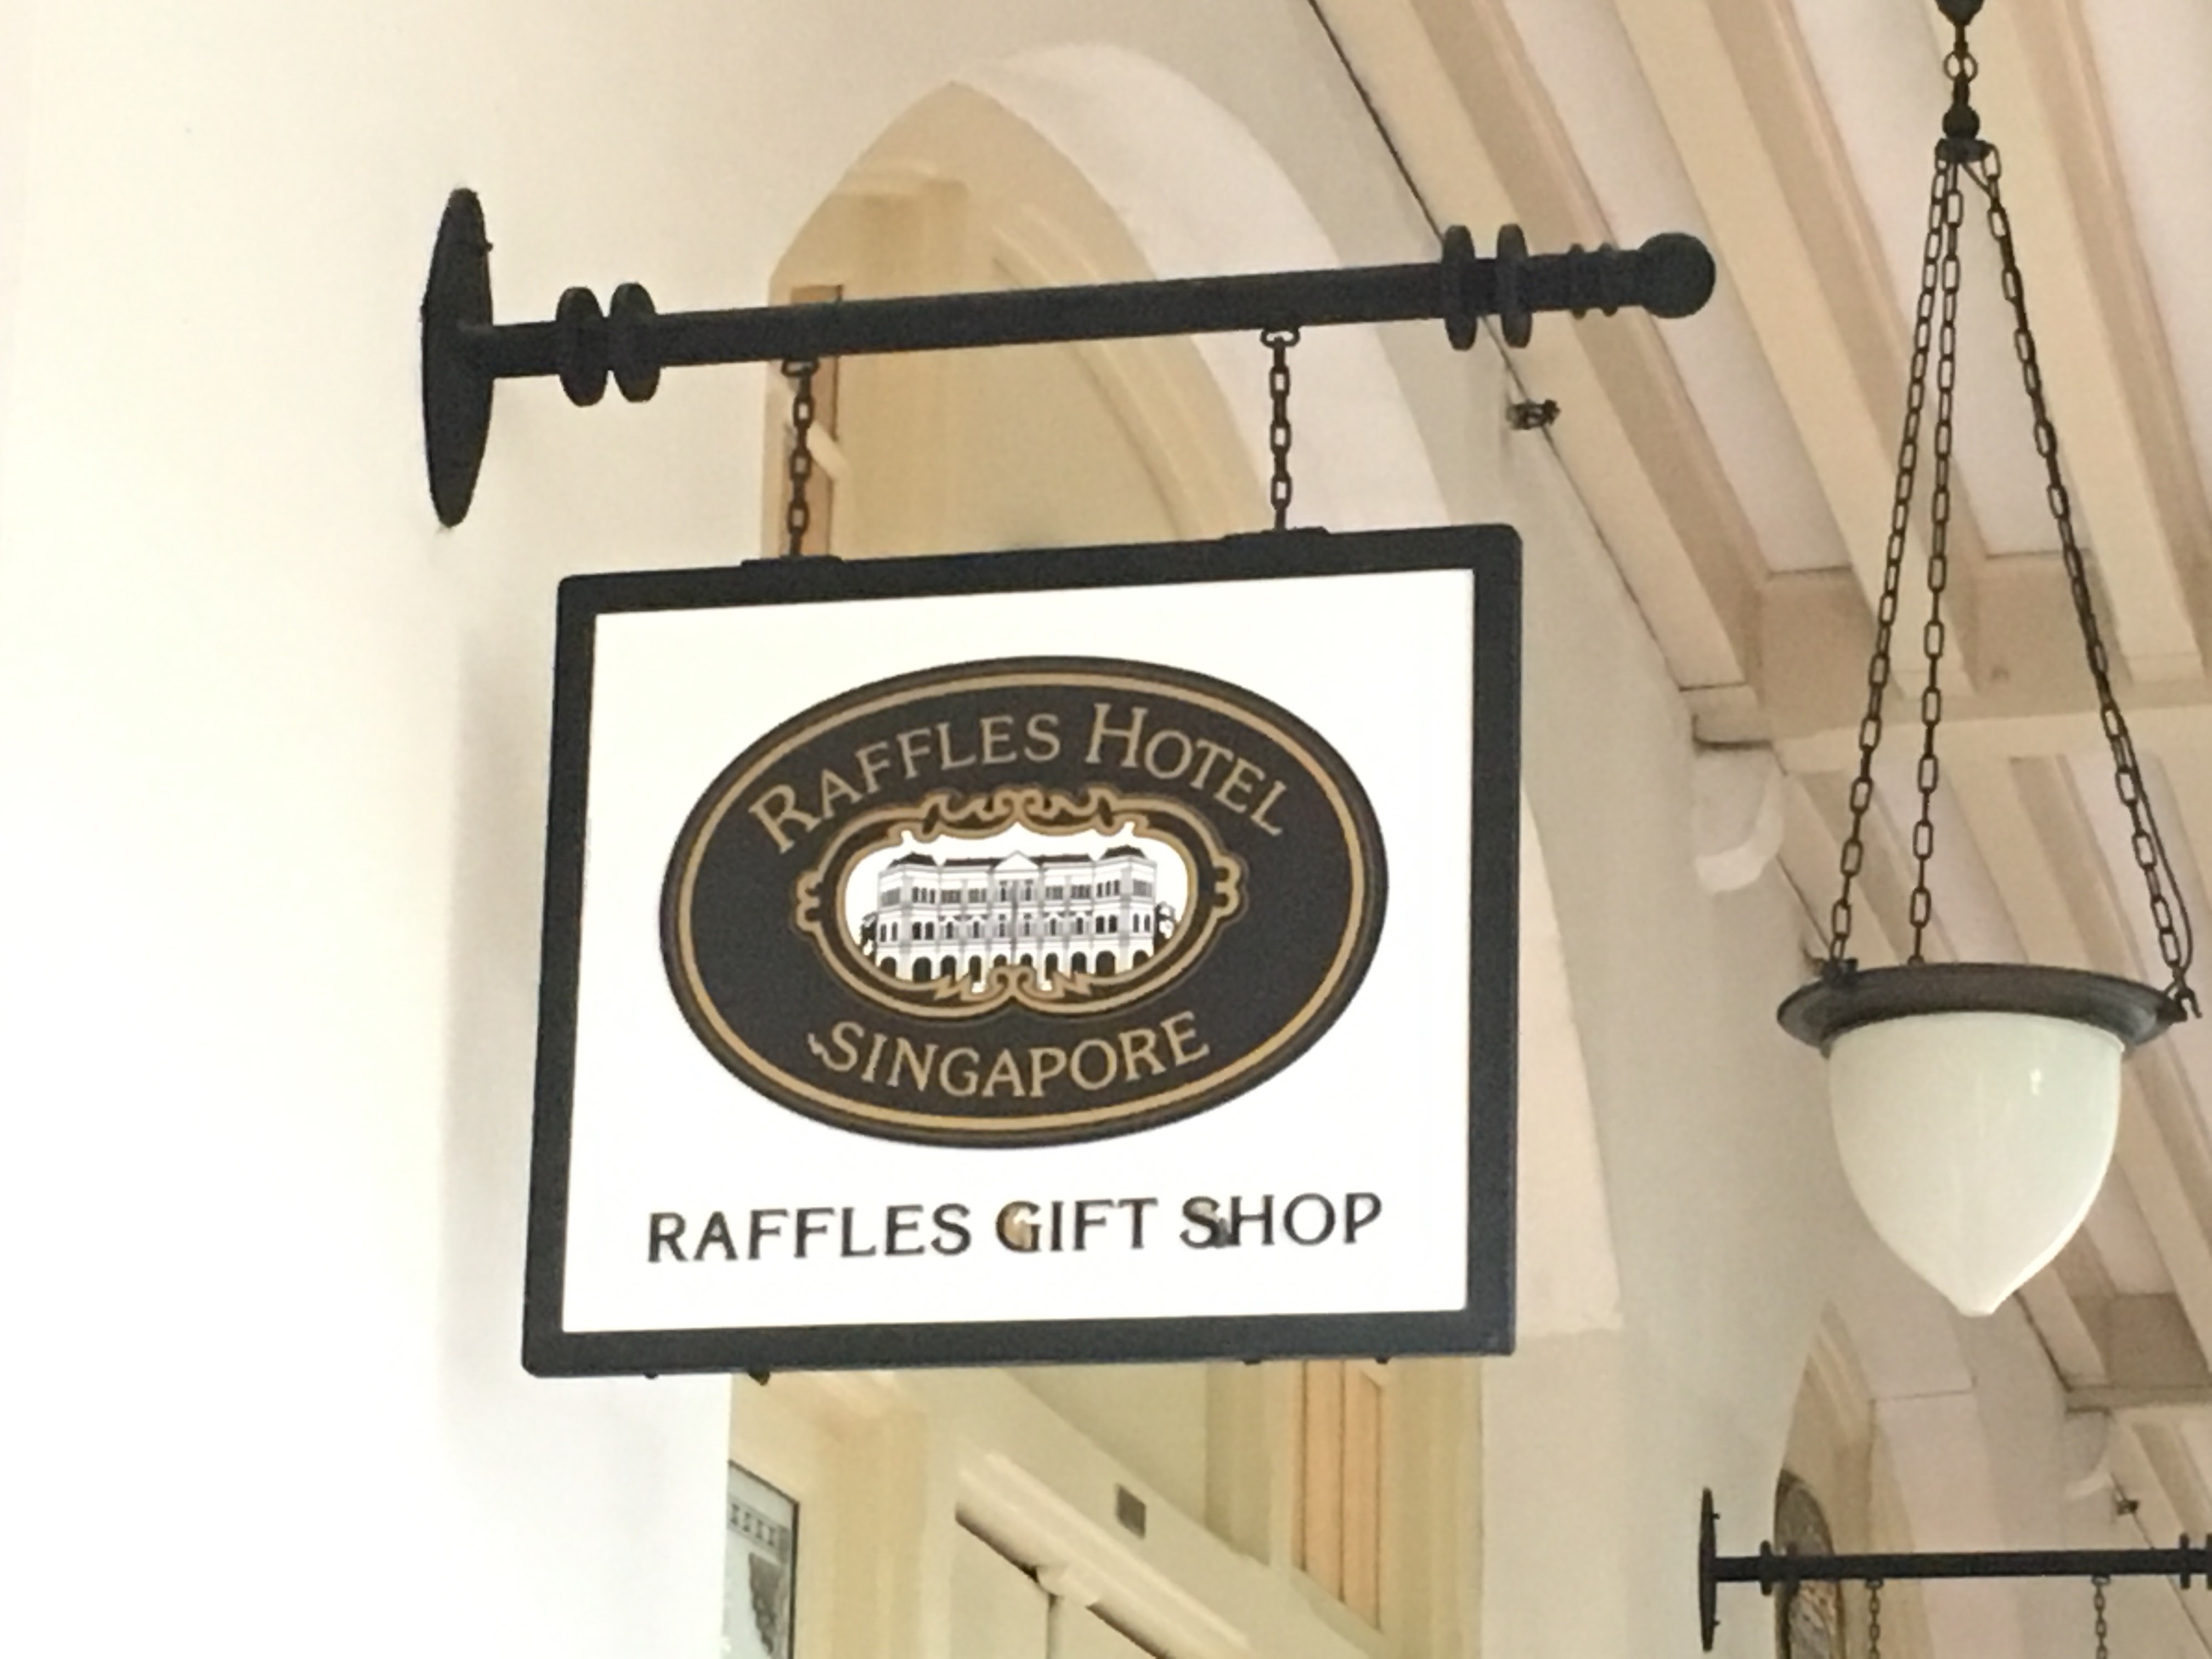 RAFFLES HOTEL
SINGAPORE
RAFFLES GIFT SHOP